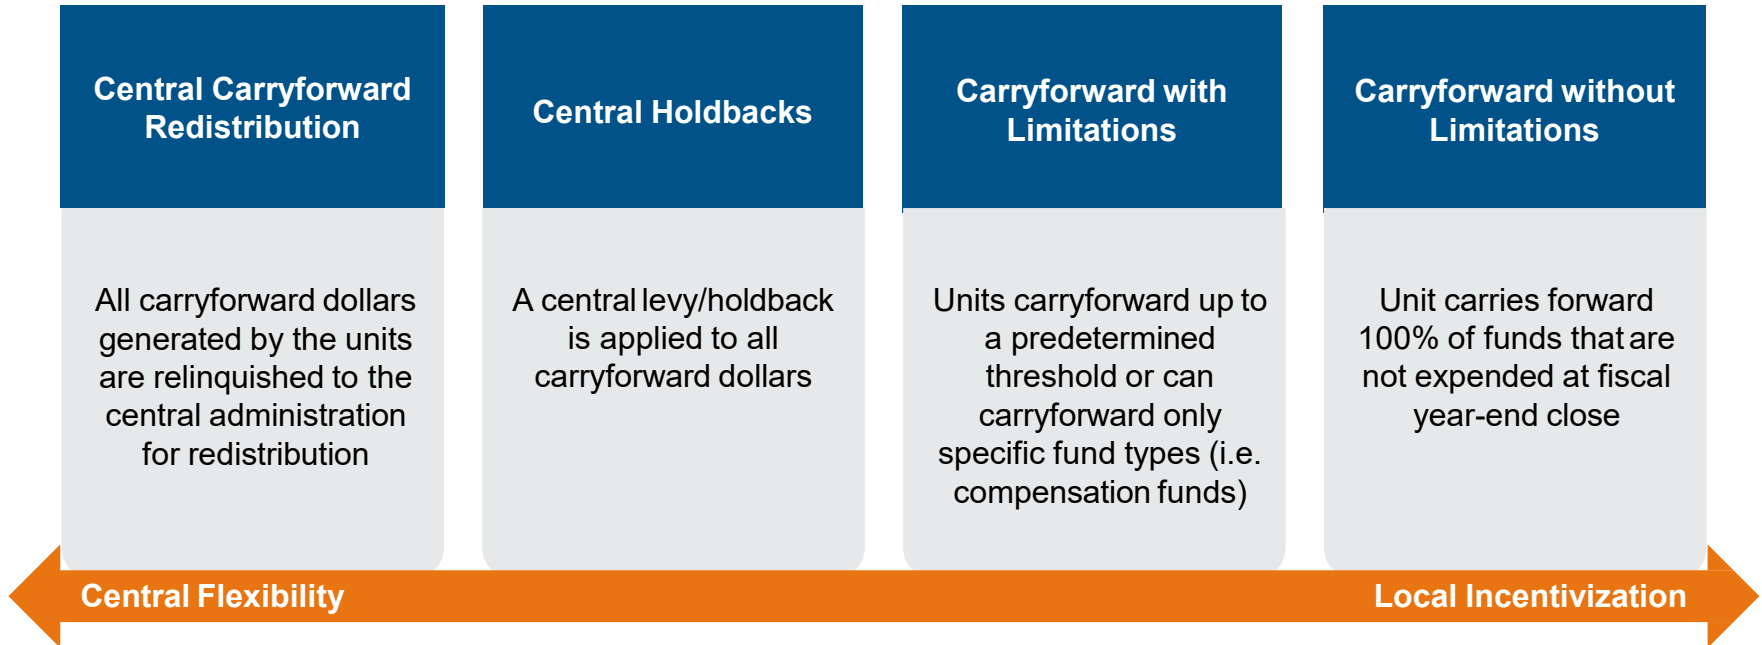 Central Carryforward
Redistribution
All carryforward dollars
generated by the units
are relinquished to the
central administration
for redistribution
Central Holdbacks
A central levy/holdback
is applied to all
carryforward dollars
Carryforward with
Limitations
Units carryforward up to
a predetermined
threshold or can
carryforward only
specific fund types (i.e.
compensation funds)
Carryforward without
Limitations
Unit carries forward
100% of funds that are
not expended at fiscal
year-end close
Central Flexibility
Local Incentivization